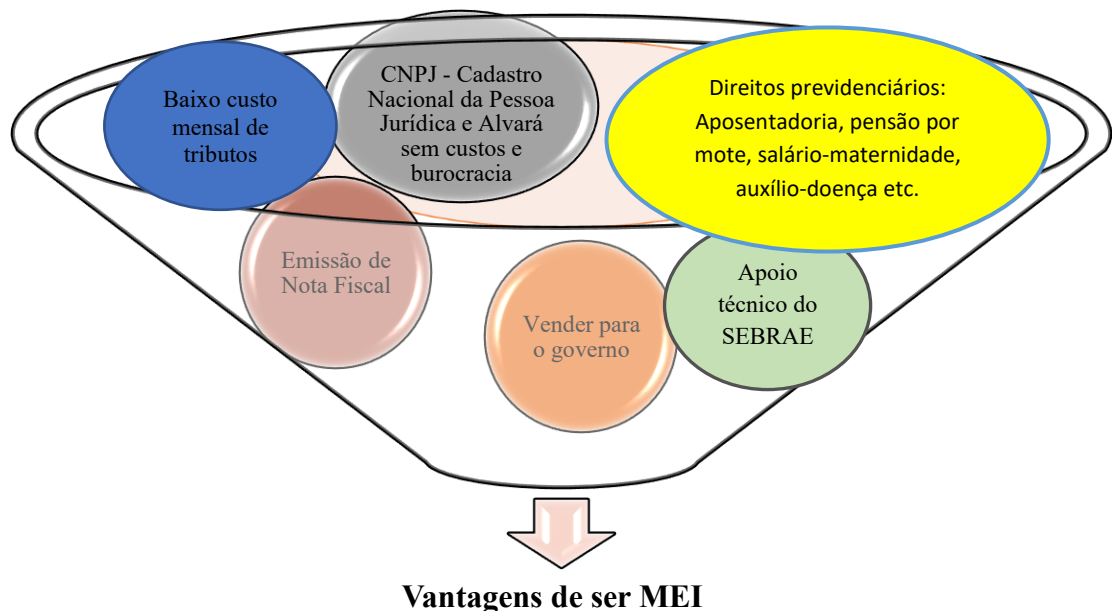 Baixo custo
mensal de
tributos
CNPJ - Cadastro
Nacional da Pessoa
Jurídica e Alvará
sem custos e
burocracia
Direitos previdenciários:
Aposentadoria, pensão por
mote, salário-maternidade,
auxílio-doença etc.
Emissão de
Nota Fiscal
Vender para
o governo
Apoio
técnico do
SEBRAE
Vantagens de ser MEI